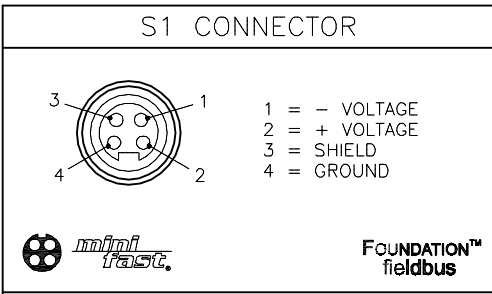 S1 CONNECTOR
3
1
4
2
1 = - VOLTAGE
2 = + VOLTAGE
3 = SHIELD
4 = GROUND
mini
fast.
FOUNDATION™
fieldbus